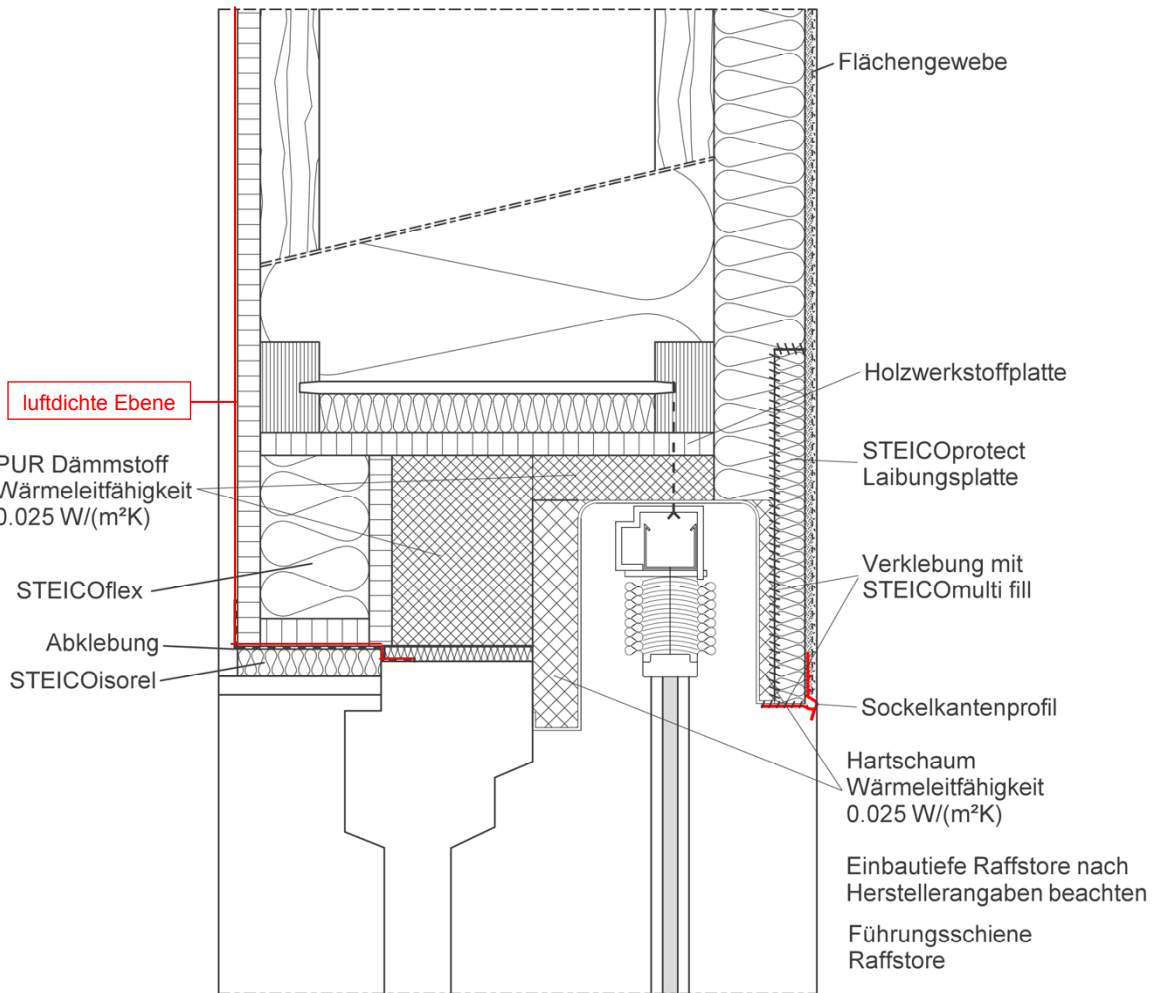 Flächengewebe
Holzwerkstoffplatte
luftdichte Ebene
STEICOprotect
Laibungsplatte
PUR Dämmstoff
Wärmeleitfähigkeit
0.025 W/(m²K)
STEICOflex
Verklebung mit
STEICOmulti fill
Abklebung
STEICOisorel
Sockelkantenprofil
Hartschaum
Wärmeleitfähigkeit
0.025 W/(m²K)
Einbautiefe Raffstore nach
Herstellerangaben beachten
Führungsschiene
Raffstore